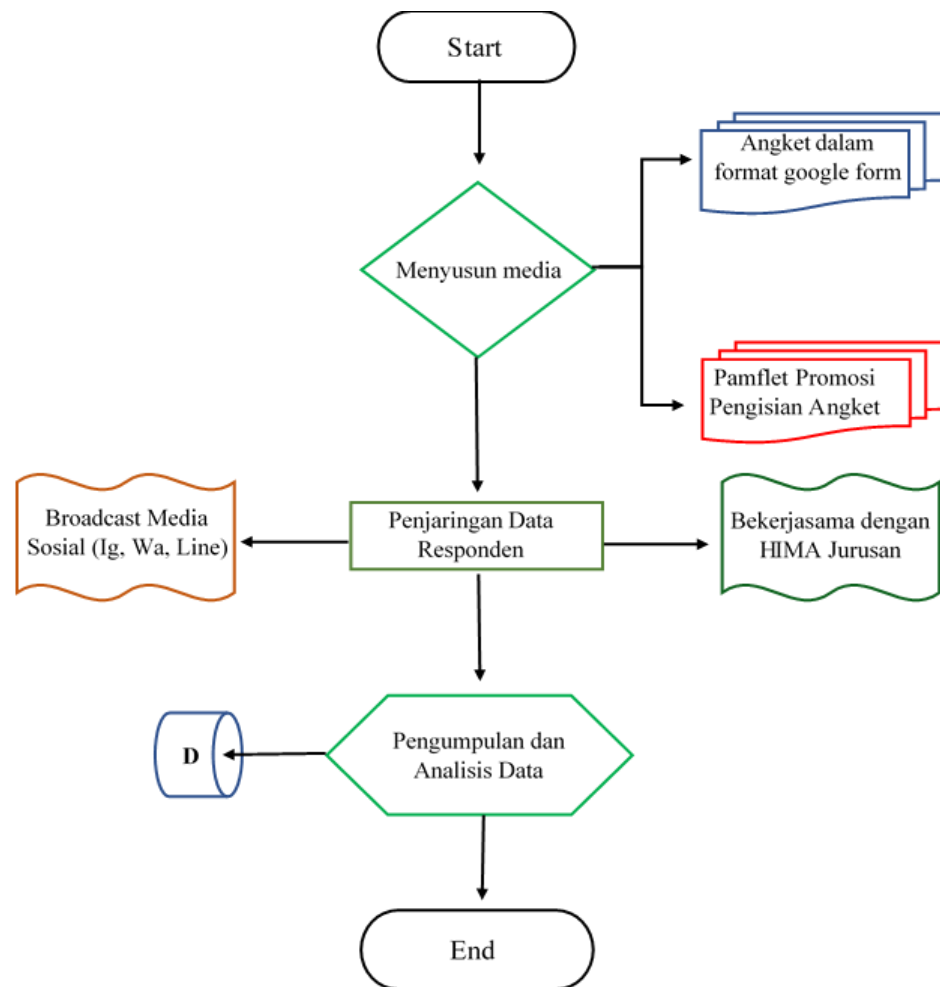 Start
Angket dalam
format google form
Menyusun media
Pamflet Promosi
Pengisian Angket
Broadcast Media
Sosial (Ig, Wa, Line)
Penjaringan Data
Responden
Bekerjasama dengan
HIMA Jurusan
D
Pengumpulan dan
Analisis Data
End